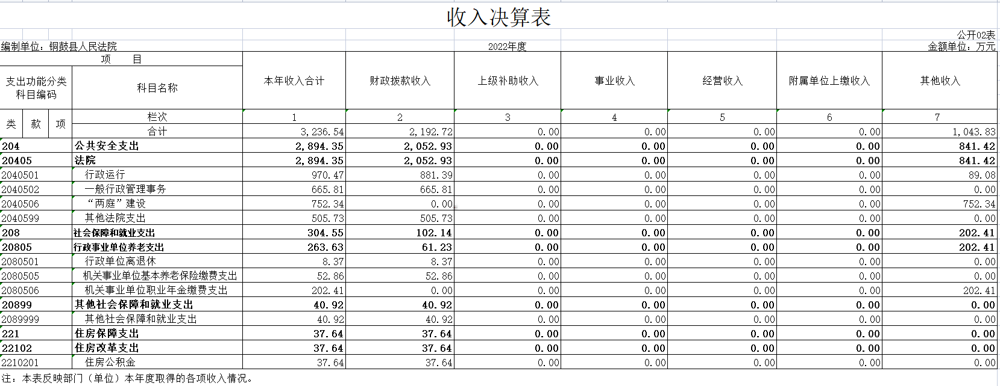 收入决算表
公开02表
编制单位：铜鼓县人民法院 2022年度 金额单位：万元
项 目 本年收入合计 财政拨款收入 上级补助收入 事业收入 经营收入 附属单位上缴收入 其他收入
支出功能分类科目编码 科目名称
类 款 项 栏次 1 2 3 4 5 6 7
合计 3,236.54 2,192.72 0.00 0.00 0.00 0.00 1,043.83
204 公共安全支出 2,894.35 2,052.93 0.00 0.00 0.00 0.00 841.42
20405 法院 2,894.35 2,052.93 0.00 0.00 0.00 0.00 841.42
2040501 行政运行 970.47 881.39 0.00 0.00 0.00 0.00 89.08
2040502 一般行政管理事务 665.81 665.81 0.00 0.00 0.00 0.00 0.00
2040506 “两庭”建设 752.34 0.00 0.00 0.00 0.00 0.00 752.34
2040599 其他法院支出 505.73 505.73 0.00 0.00 0.00 0.00 0.00
208 社会保障和就业支出 304.55 102.14 0.00 0.00 0.00 0.00 202.41
20805 行政事业单位养老支出 263.63 61.23 0.00 0.00 0.00 0.00 202.41
2080501 行政单位离退休 8.37 8.37 0.00 0.00 0.00 0.00 0.00
2080505 机关事业单位基本养老保险缴费支出 52.86 52.86 0.00 0.00 0.00 0.00 0.00
2080506 机关事业单位职业年金缴费支出 202.41 0.00 0.00 0.00 0.00 0.00 202.41
20899 其他社会保障和就业支出 40.92 40.92 0.00 0.00 0.00 0.00 0.00
2089999 其他社会保障和就业支出 40.92 40.92 0.00 0.00 0.00 0.00 0.00
221 住房保障支出 37.64 37.64 0.00 0.00 0.00 0.00 0.00
22102 住房改革支出 37.64 37.64 0.00 0.00 0.00 0.00 0.00
2210201 住房公积金 37.64 37.64 0.00 0.00 0.00 0.00 0.00
注：本表反映部门（单位）本年度取得的各项收入情况。